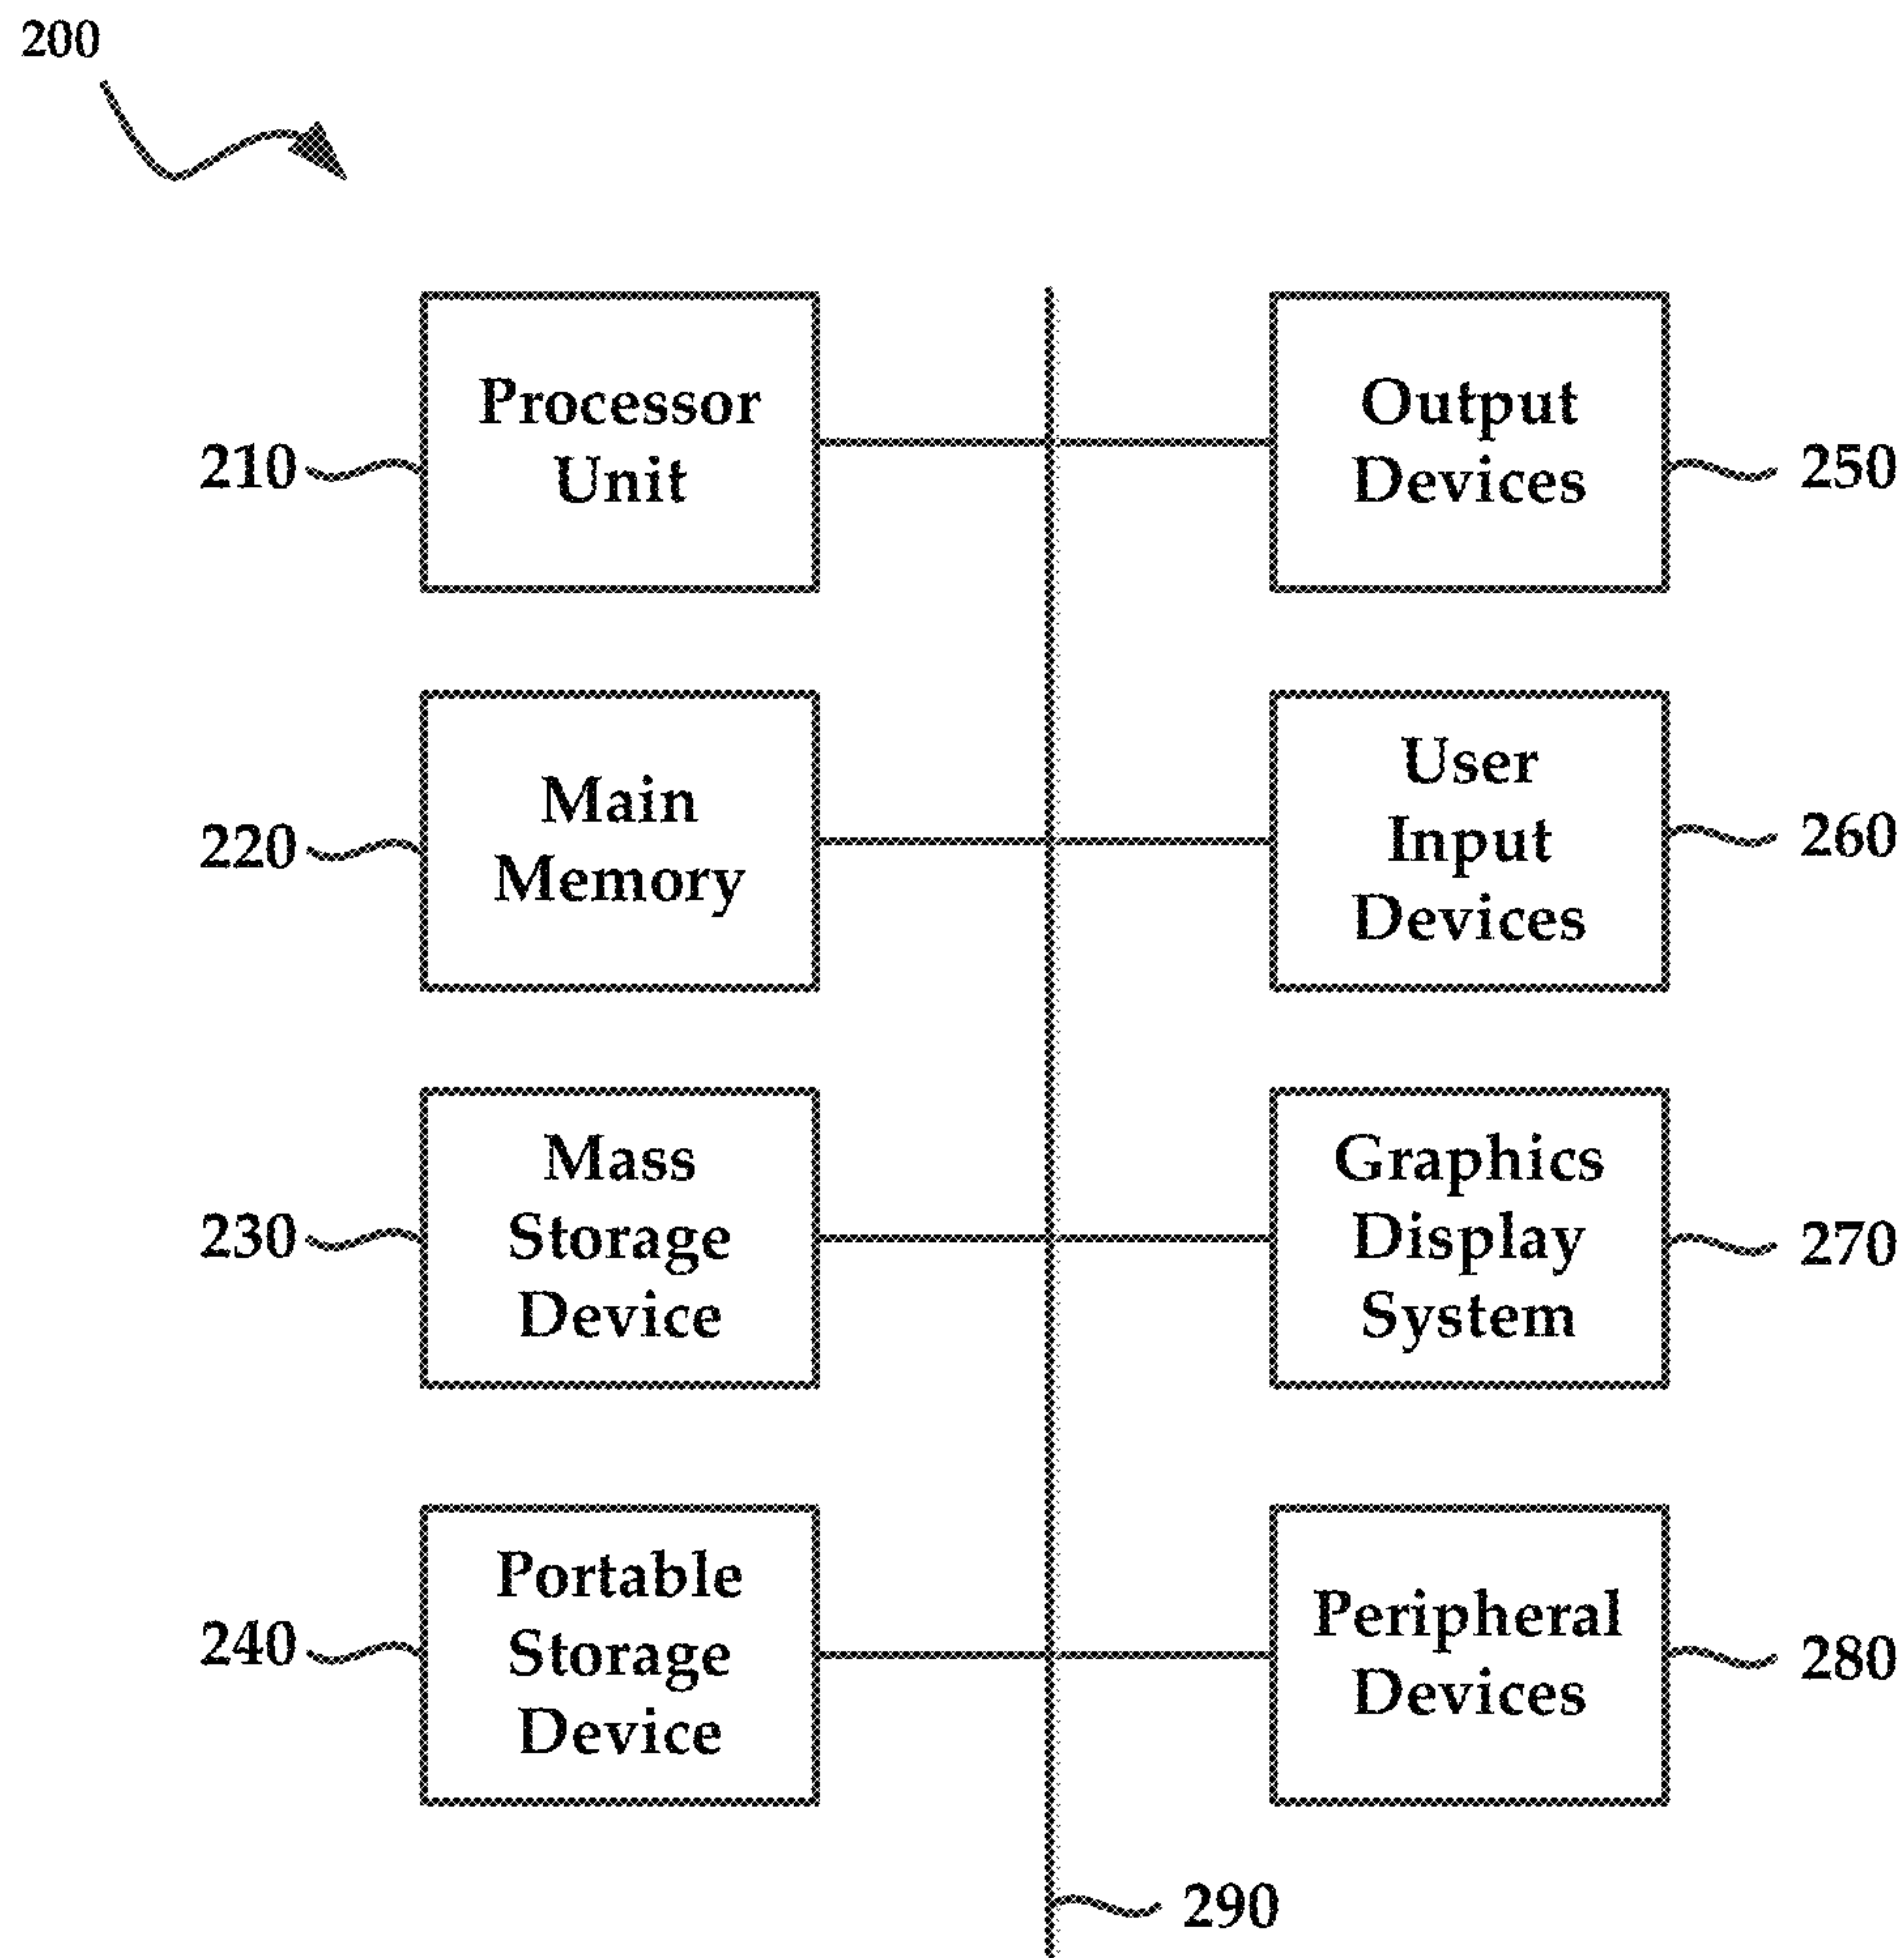 200
Processor
Unit
210
Output
Devices
250
Main
Memory
220
User
Input
Devices
260
Mass
Storage
Device
230
Graphics
Display
System
270
Portable
Storage
Device
240
Peripheral
Devices
280
290